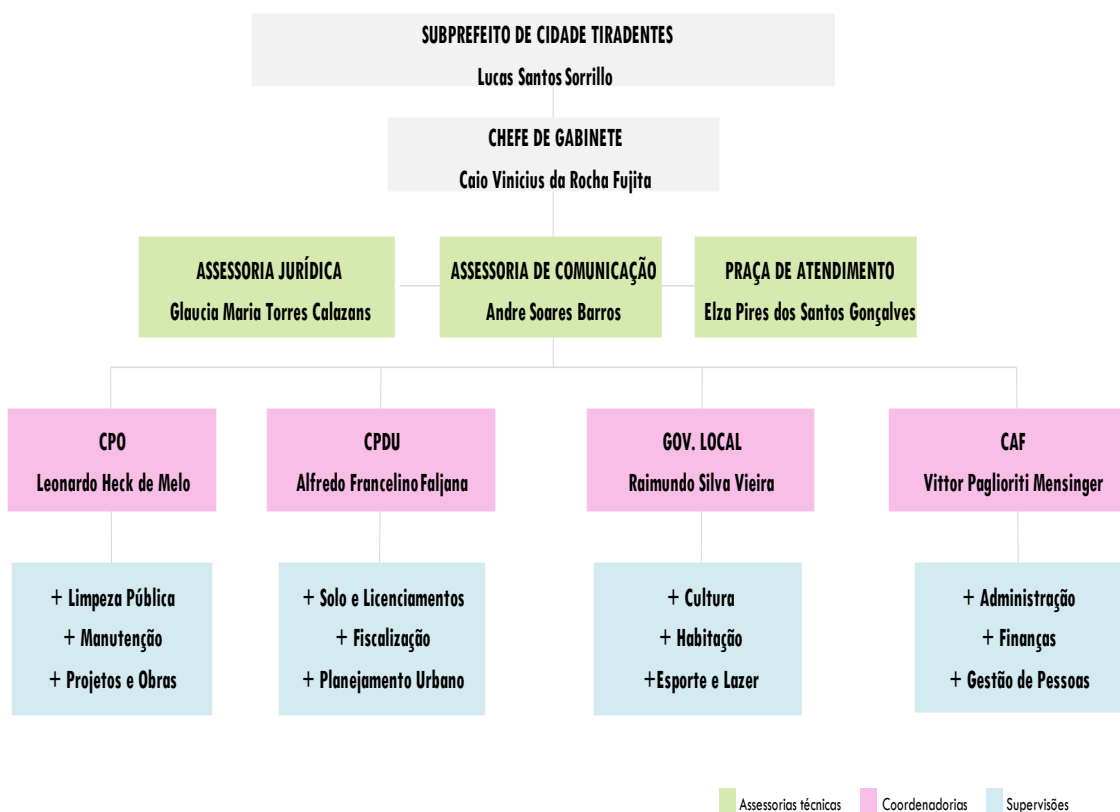 SUBPREFEITO DE CIDADE TIRADENTES
Lucas Santos Sorrillo
CHEFE DE GABINETE
Caio Vinicius da Rocha Fujita
ASSESSORIA JURÍDICA
Glaucia Maria Torres Calazans
ASSESSORIA DE COMUNICAÇÃO
Andre Soares Barros
PRAÇA DE ATENDIMENTO
Elza Pires dos Santos Gonçalves
CPO
Leonardo Heck de Melo
CPDU
Alfredo Francelino Faljana
GOV. LOCAL
Raimundo Silva Vieira
CAF
Vittor Paglioriti Mensinger
+ Limpeza Pública
+ Manutenção
+ Projetos e Obras
+ Solo e Licenciamentos
+ Fiscalização
+ Planejamento Urbano
+ Cultura
+ Habitação
+Esporte e Lazer
+ Administração
+ Finanças
+ Gestão de Pessoas
Assessorias técnicas
Coordenadorias
Supervisões